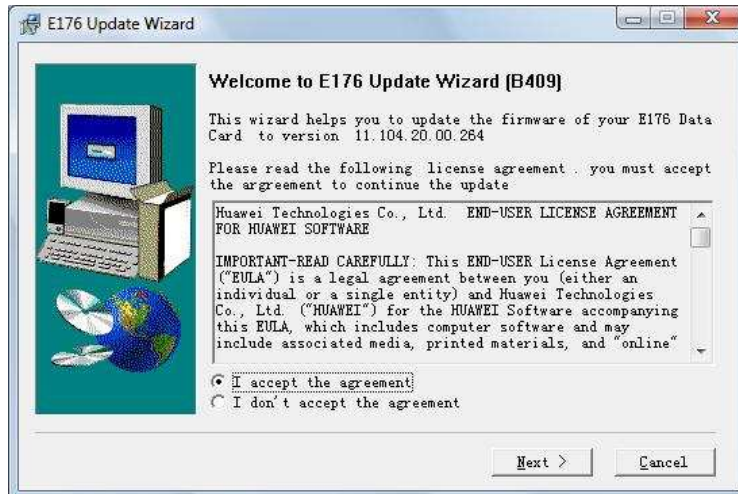 E176 Update Wizard
Welcome to E176 Update Wizard (B409)
This wizard helps you to update the firmware of your E176 Data
Card to version 11.104.20.00.264
Please read the following license agreement . you must accept
the argreement to continue the update
Huawei Technologies Co., Ltd. END-USER LICENSE AGREEMENT
FOR HUAWEI SOFTWARE
IMPORTANT-READ CAREFULLY: This END-USER License Agreement
("EULA") is a legal agreement between you (either an
individual or a single entity) and Huawei Technologies
Co., Ltd. ("HUAWEI") for the HUAWEI Software accompanying
this EULA, which includes computer software and may
include associated media, printed materials, and "online"
I accept the agreement
I don't accept the agreement
Next >
Cancel